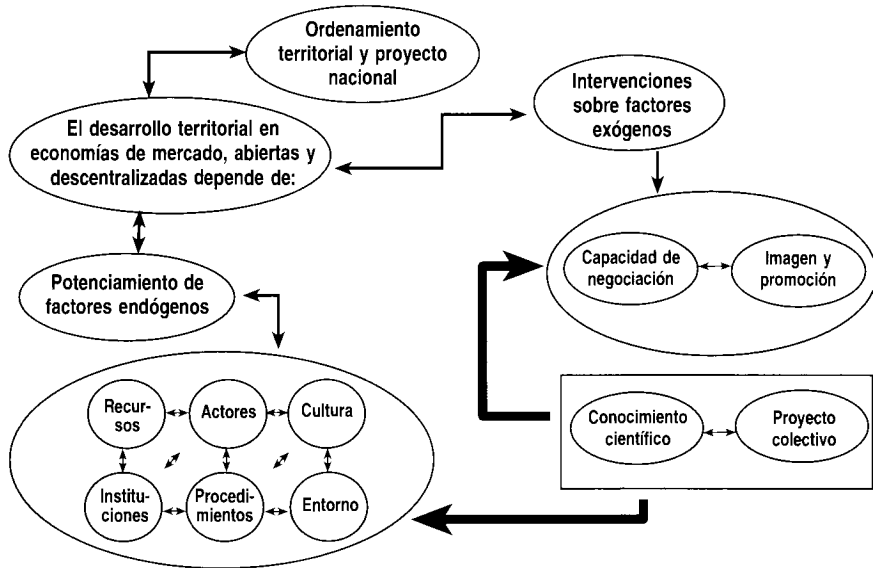 Ordenamiento
territorial y proyecto
nacional
Intervenciones
sobre factores
exógenos
El desarrollo territorial en
economías de mercado, abiertas y
descentralizadas depende de:
Capacidad de
negociación
Imagen y
promoción
Potenciamiento de
factores endógenos
Recur-
sos
Actores
Cultura
Conocimiento
científico
Proyecto
colectivo
Institu-
ciones
Procedi-
mientos
Entorno